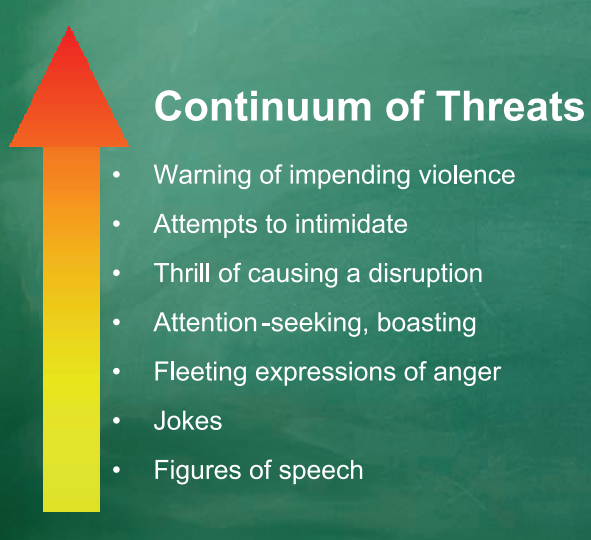 Continuum of Threats
• Warning of impending violence
• Attempts to intimidate
• Thrill of causing a disruption
• Attention-seeking, boasting
• Fleeting expressions of anger
• Jokes
• Figures of speech